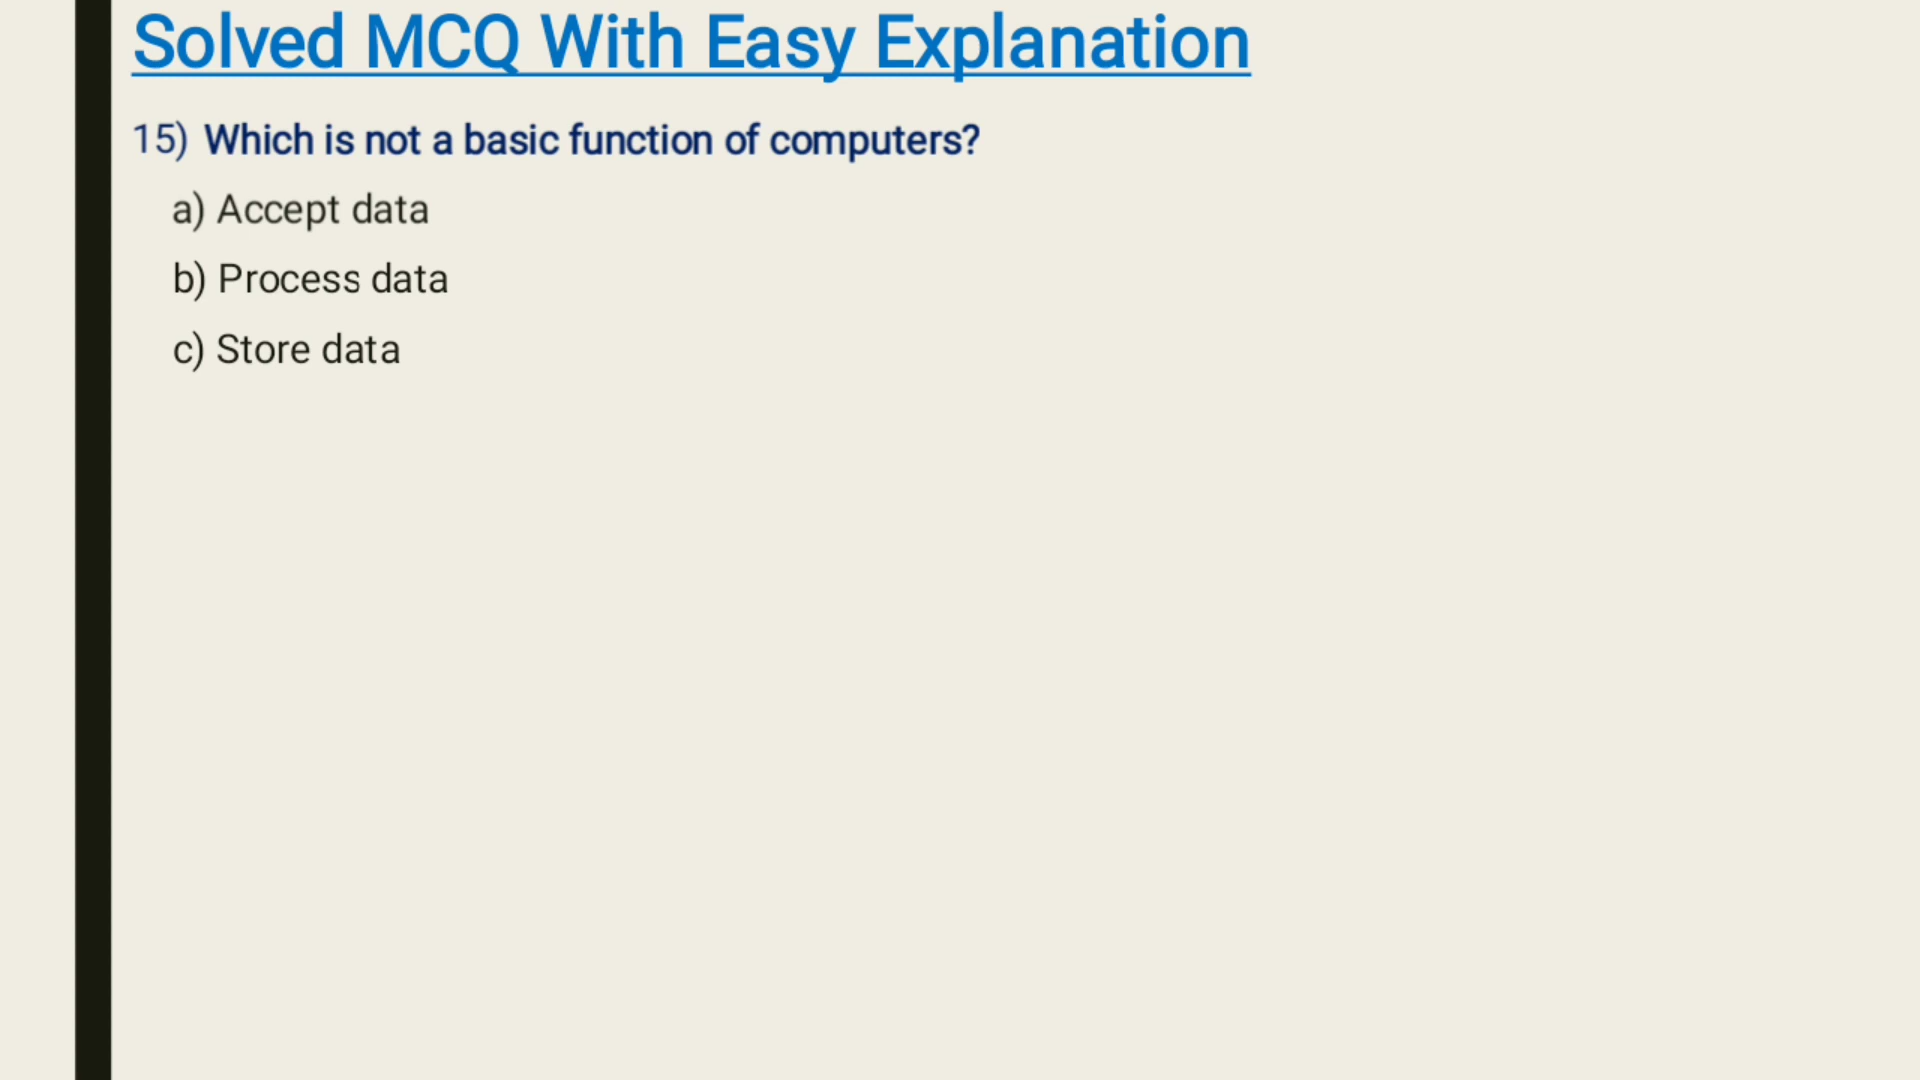 Solved MCQ With Easy Explanation
15) Which is not a basic function of computers?
a) Accept data
b) Process data
c) Store data